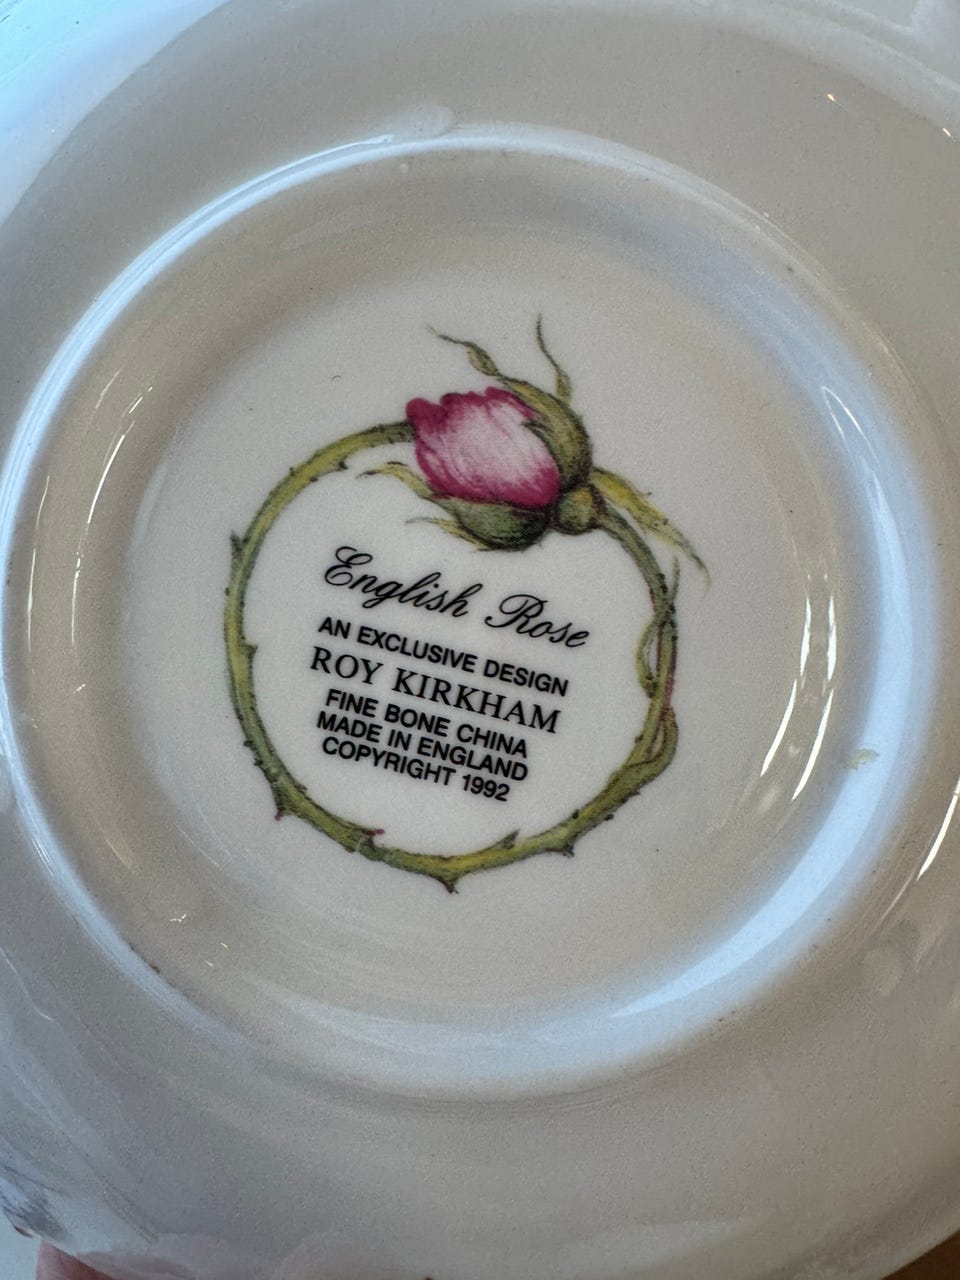 English Rose
AN EXCLUSIVE DESIGN
ROY KIRKHAM
FINE BONE CHINA
MADE IN ENGLAND
COPYRIGHT 1992